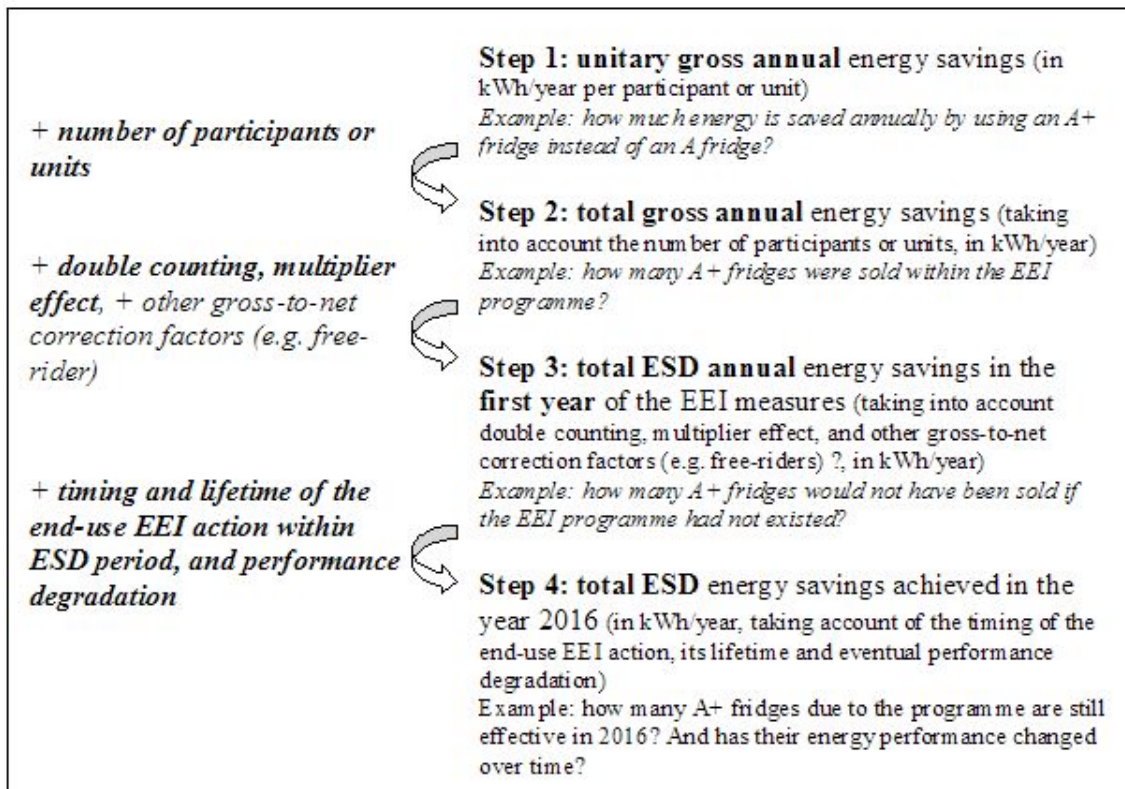 Step 1: unitary gross annual energy savings (in
kWh/year per participant or unit)
Example: how much energy is saved annually by using an A+
fridge instead of an A fridge?
+ number of participants or
units
Step 2: total gross annual energy savings (taking
into account the number of participants or units, in kWh/year)
Example: how many A+ fridges were sold within the EEI
programme?
+ double counting, multiplier
effect, + other gross-to-net
correction factors (e.g. free-
rider)
Step 3: total ESD annual energy savings in the
first year of the EEI measures (taking into account
double counting, multiplier effect, and other gross-to-net
correction factors (e.g. free-riders) ?, in kWh/year)
Example: how many A+ fridges would not have been sold if
the EEI programme had not existed?
+ timing and lifetime of the
end-use EEI action within
ESD period, and performance
degradation
Step 4: total ESD energy savings achieved in the
year 2016 (in kWh/year, taking account of the timing of the
end-use EEI action, its lifetime and eventual performance
degradation)
Example: how many A+ fridges due to the programme are still
effective in 2016? And has their energy performance changed
over time?